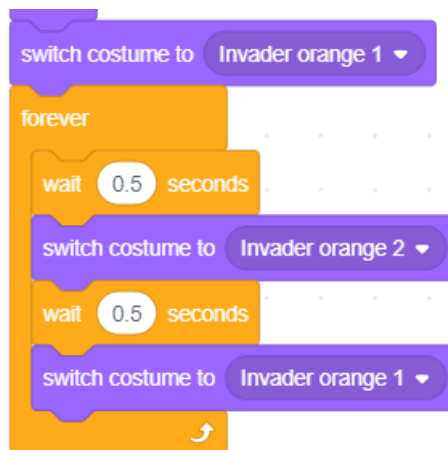 switch costume to Invader orange 1
forever
wait 0.5 seconds
switch costume to Invader orange 2
wait 0.5 seconds
switch costume to Invader orange 1